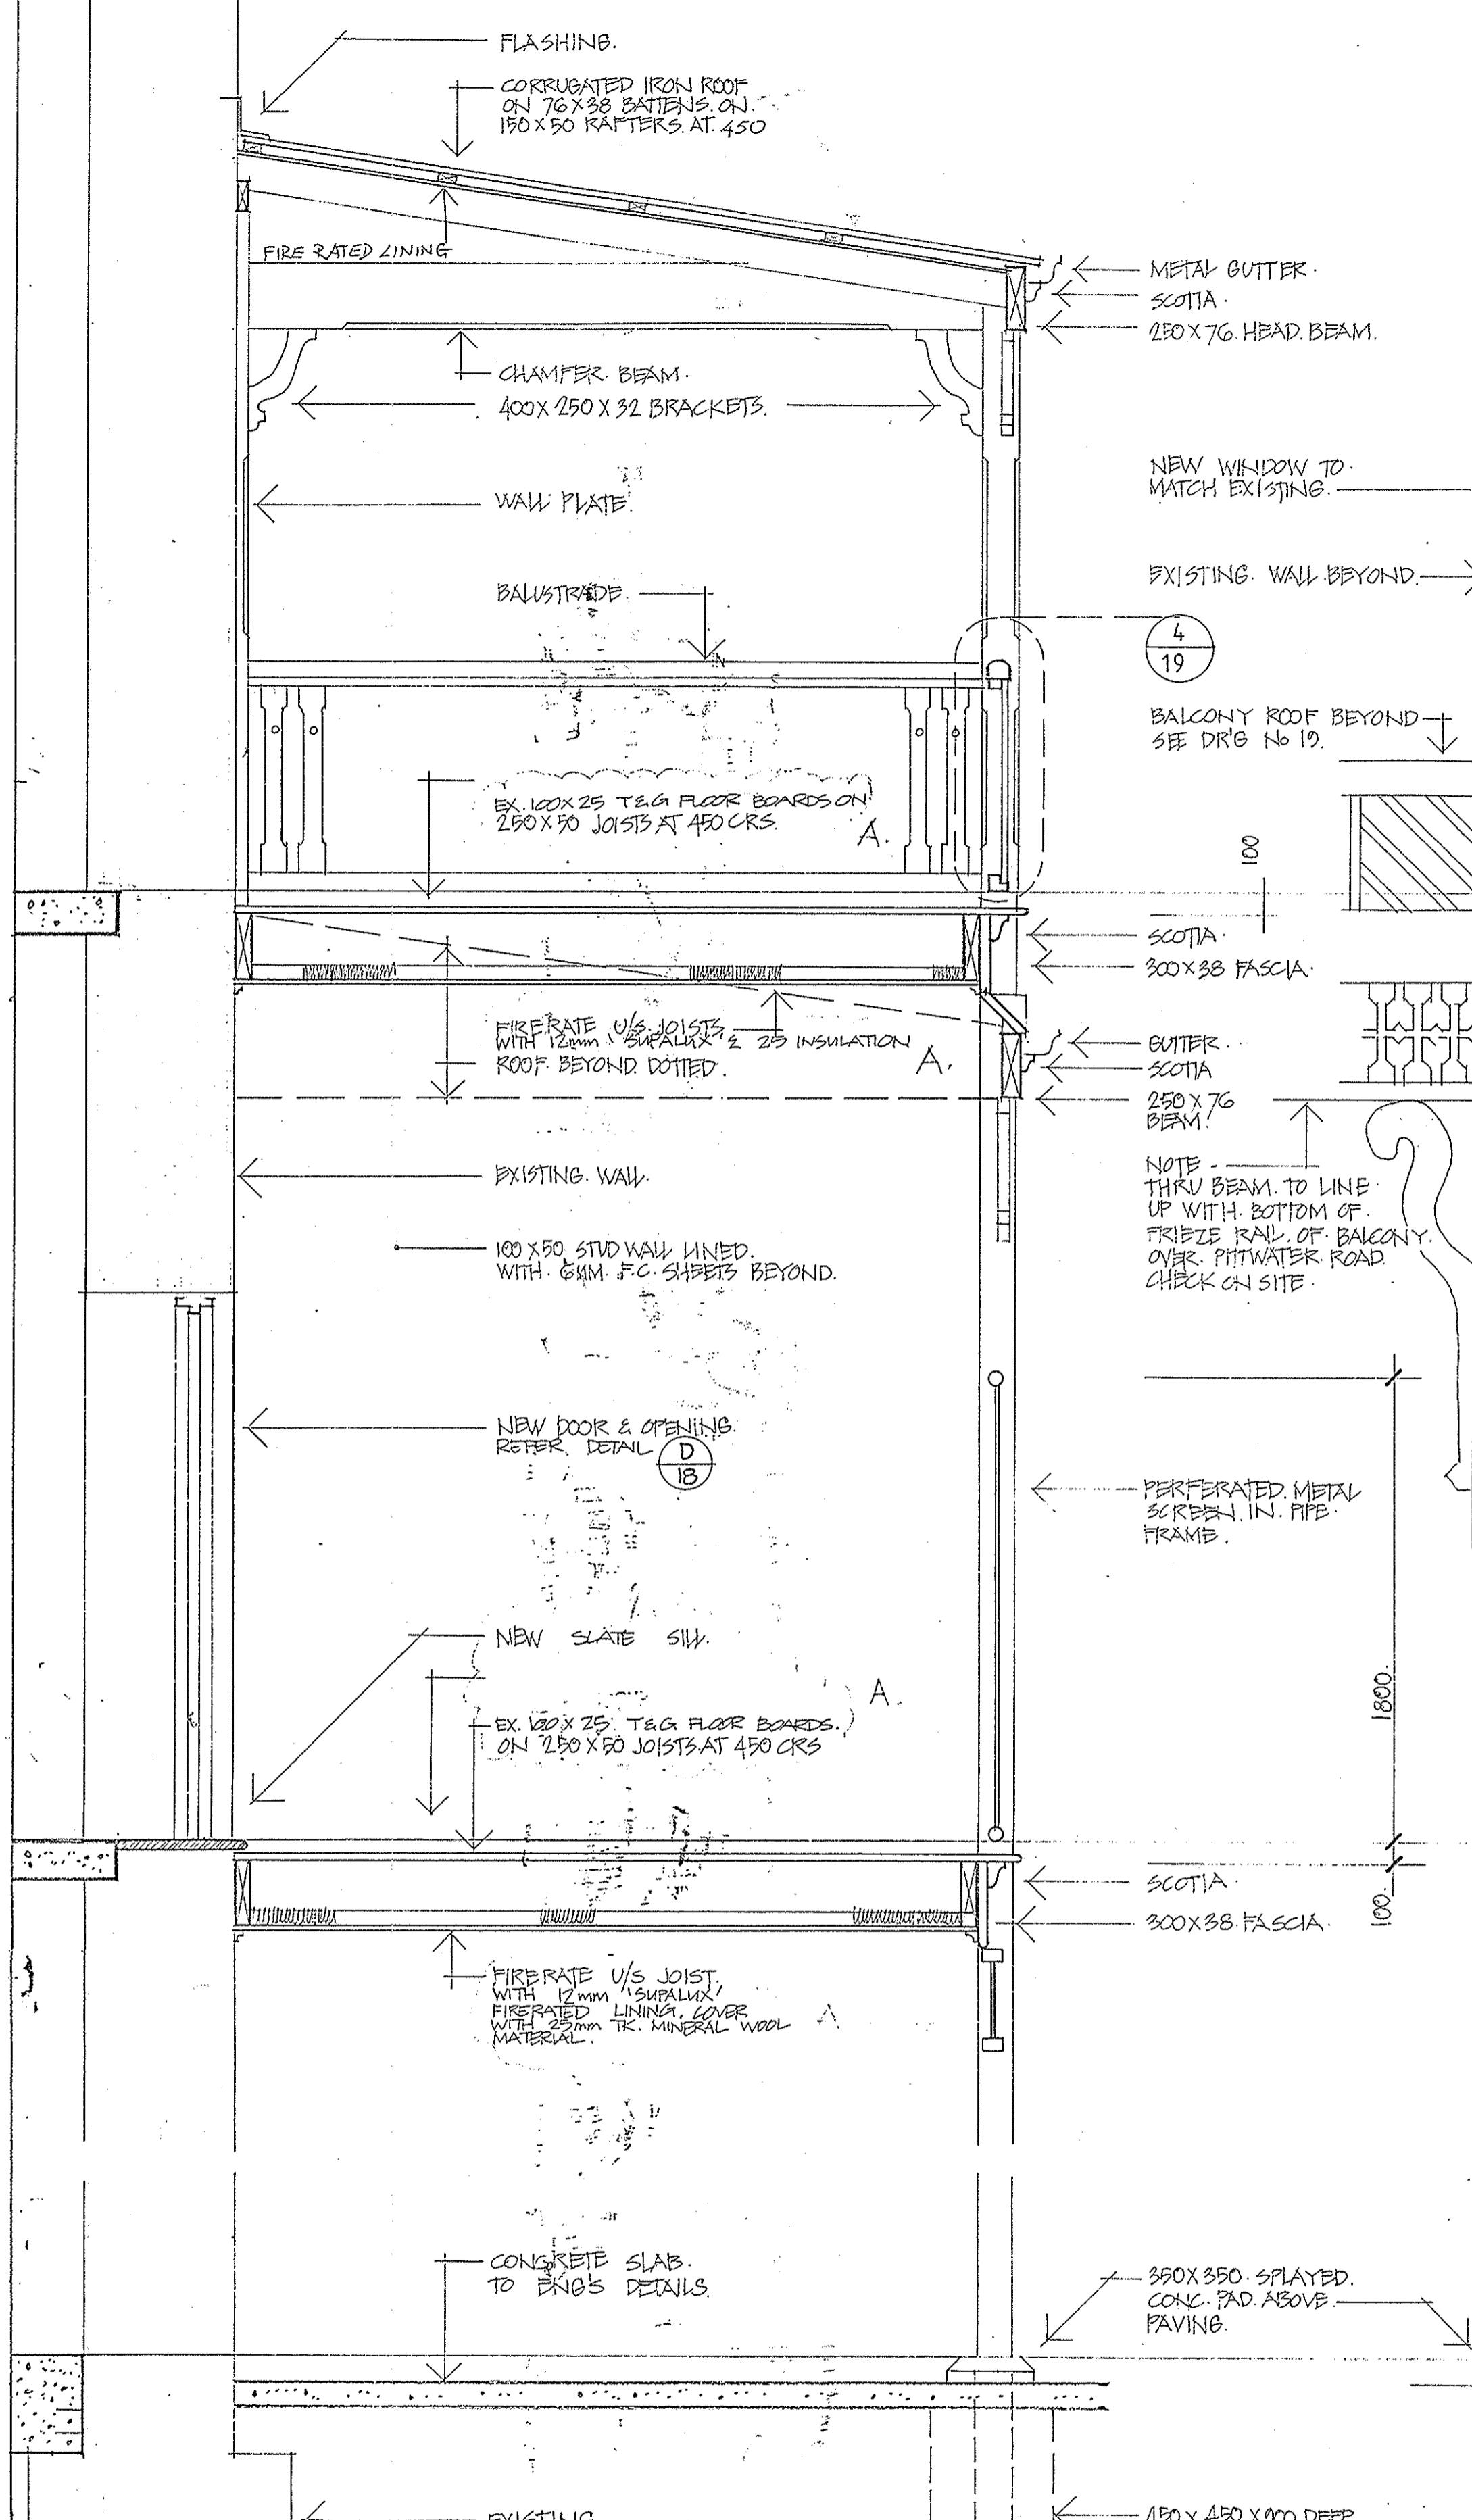 FLASHING.
CORRUGATED IRON ROOF
ON 76X38 BATTENS. ON.
150X50 RAFTERS. AT. 450
FIRE RATED LINING
METAL GUTTER.
SCOTIA.
250X76. HEAD. BEAM.
CHAMFER. BEAM.
400X250X32 BRACKETS.
NEW WINDOW TO.
MATCH EXISTING.
WALL PLATE.
EXISTING. WALL. BEYOND.
BALUSTRADE.
4
19
BALCONY ROOF BEYOND
SEE DR'G No 19.
EX. 100X25 T&G FLOOR BOARDS ON
250X50 JOISTS AT 450 CRS.
A.
100
SCOTIA.
300X38 FASCIA.
FIRERATE U/S. JOISTS
WITH 12mm 'SUPALUX' & 25 INSULATION
ROOF. BEYOND. DOTTED.
A.
GUTTER.
SCOTIA
250X76
BEAM.
NOTE
THRU BEAM. TO LINE.
UP WITH. BOTTOM OF.
FRIEZE RAIL. OF. BALCONY.
OVER. PITTWATER. ROAD.
CHECK ON SITE.
EXISTING. WALL.
100X50 STUD WALL LINED.
WITH. 6MM. F.C. SHEETS BEYOND.
NEW DOOR & OPENING.
REFER. DETAIL
D
18
PERFERATED. METAL
SCREEN. IN. PIPE.
FRAME.
NEW SLATE SILL.
1800.
A.
EX. 100X25 T&G FLOOR BOARDS.
ON 250X50 JOISTS. AT 450 CRS
SCOTIA.
300X38. FASCIA.
100.
FIRERATE U/S JOIST.
WITH 12mm 'SUPALUX'
FIRERATED LINING. COVER
WITH 25mm TK. MINERAL WOOL
MATERIAL.
A
CONCRETE SLAB.
TO ENG'S DETAILS.
350X350. SPLAYED.
CONC. PAD. ABOVE.
PAVING.
EXISTING
450X450X900 DEEP